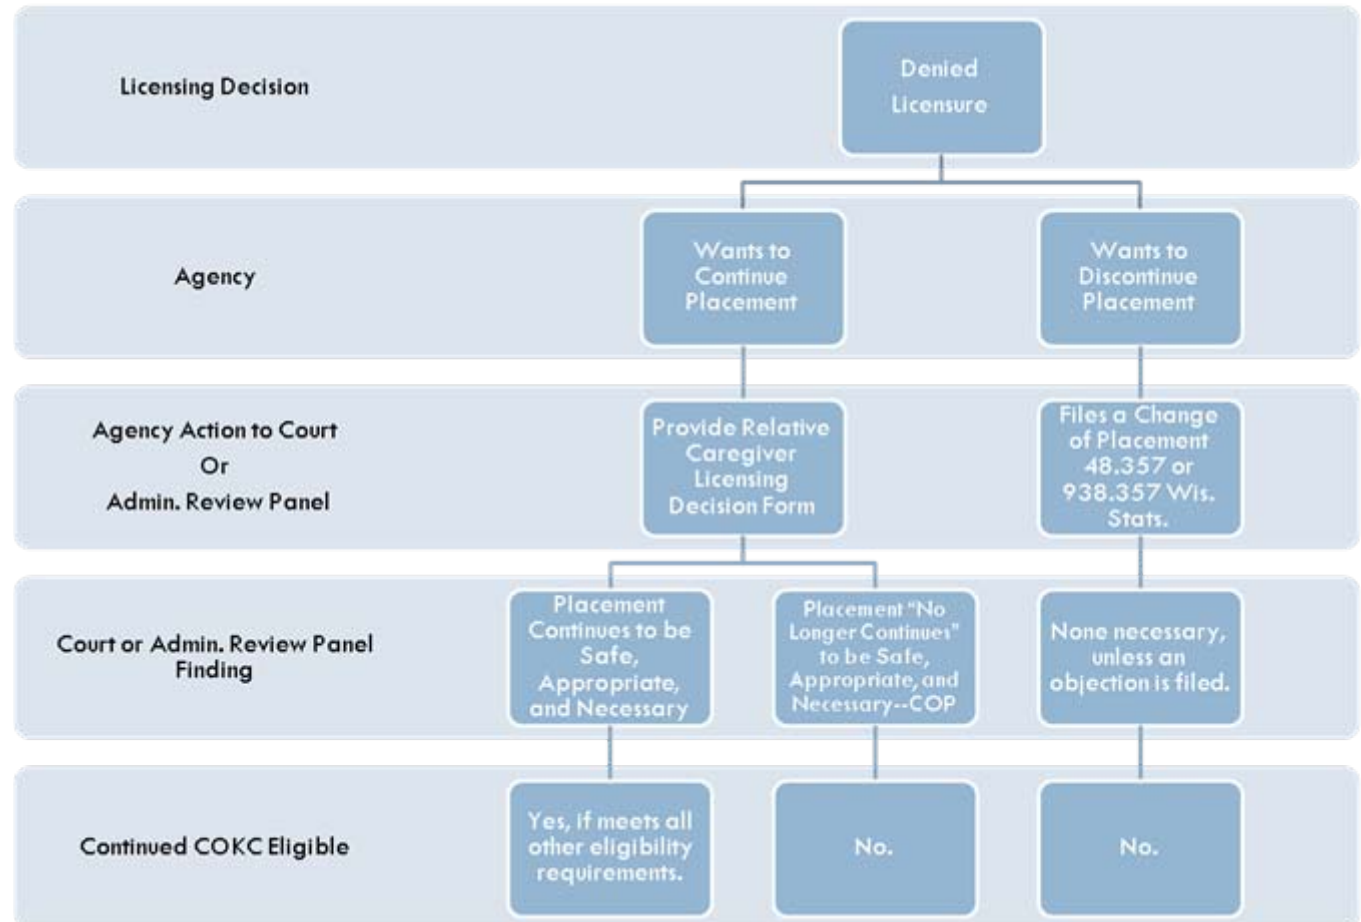 Licensing Decision
Denied
Licensure
Agency
Wants to
Continue
Placement
Wants to
Discontinue
Placement
Agency Action to Court
Or
Admin. Review Panel
Provide Relative
Caregiver
Licensing
Decision Form
Files a Change
of Placement
48.357 or
938.357 Wis.
Stats.
Court or Admin. Review Panel
Finding
Placement
Continues to be
Safe,
Appropriate,
and Necessary
Placement "No
Longer Continues"
to be Safe,
Appropriate, and
Necessary--COP
None necessary,
unless an
objection is filed.
Continued COKC Eligible
Yes, if meets all
other eligibility
requirements.
No.
No.